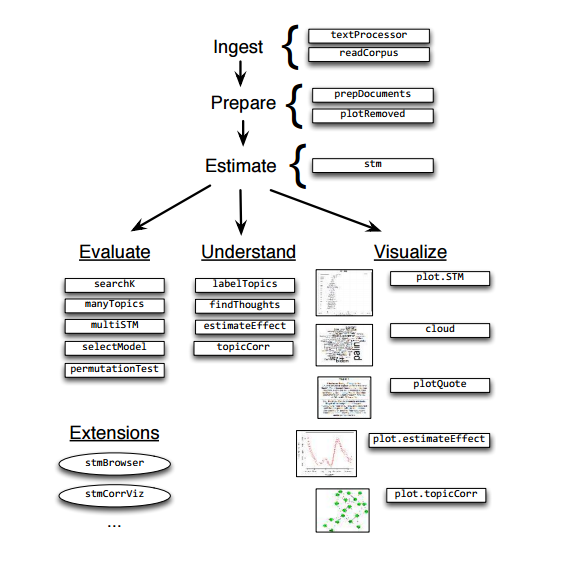 Ingest
textProcessor
readCorpus
Prepare
prepDocuments
plotRemoved
Estimate
stm
Evaluate
searchK
manyTopics
multiSTM
selectModel
permutationTest
Understand
labelTopics
findThoughts
estimateEffect
topicCorr
Visualize
plot.STM
cloud
pain
plotQuote
plot.estimateEffect
plot.topicCorr
Extensions
stmBrowser
stmCorrViz
...